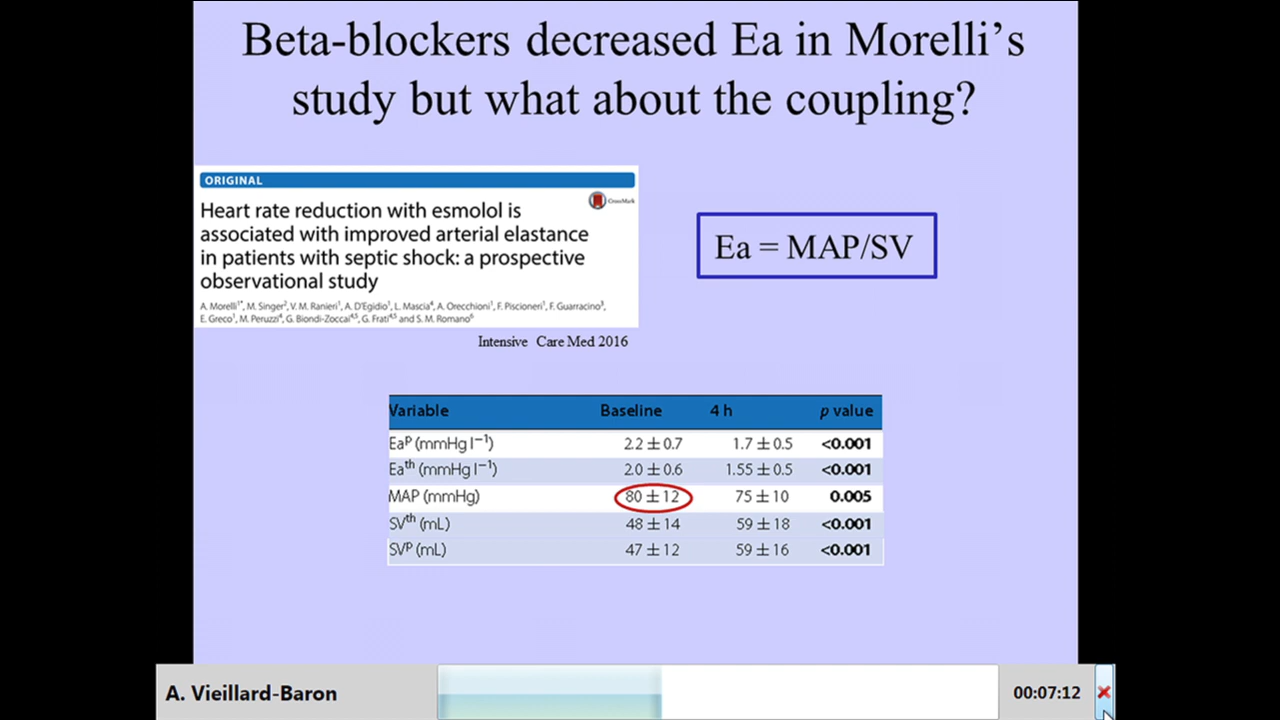 Beta-blockers decreased Ea in Morelli's
study but what about the coupling?
ORIGINAL
CrossMark
Heart rate reduction with esmolol is
associated with improved arterial elastance
in patients with septic shock: a prospective
observational study
A. Morelli1*, M. Singer2, V. M. Ranieri1, A. D'Egidio1, L. Mascia4, A. Orecchioni1, F. Piscioneri1, F. Guarracino3,
E. Greco1, M. Peruzzi4, G. Biondi-Zoccai4,5, G. Frati4,5 and S. M. Romano6
Intensive Care Med 2016
Ea = MAP/SV
Variable Baseline 4 h p value
Eaᵖ (mmHg l⁻¹) 2.2 ± 0.7 1.7 ± 0.5 <0.001
Eaᵗʰ (mmHg l⁻¹) 2.0 ± 0.6 1.55 ± 0.5 <0.001
MAP (mmHg) 80 ± 12 75 ± 10 0.005
SVᵗʰ (mL) 48 ± 14 59 ± 18 <0.001
SVᵖ (mL) 47 ± 12 59 ± 16 <0.001
A. Vieillard-Baron
00:07:12